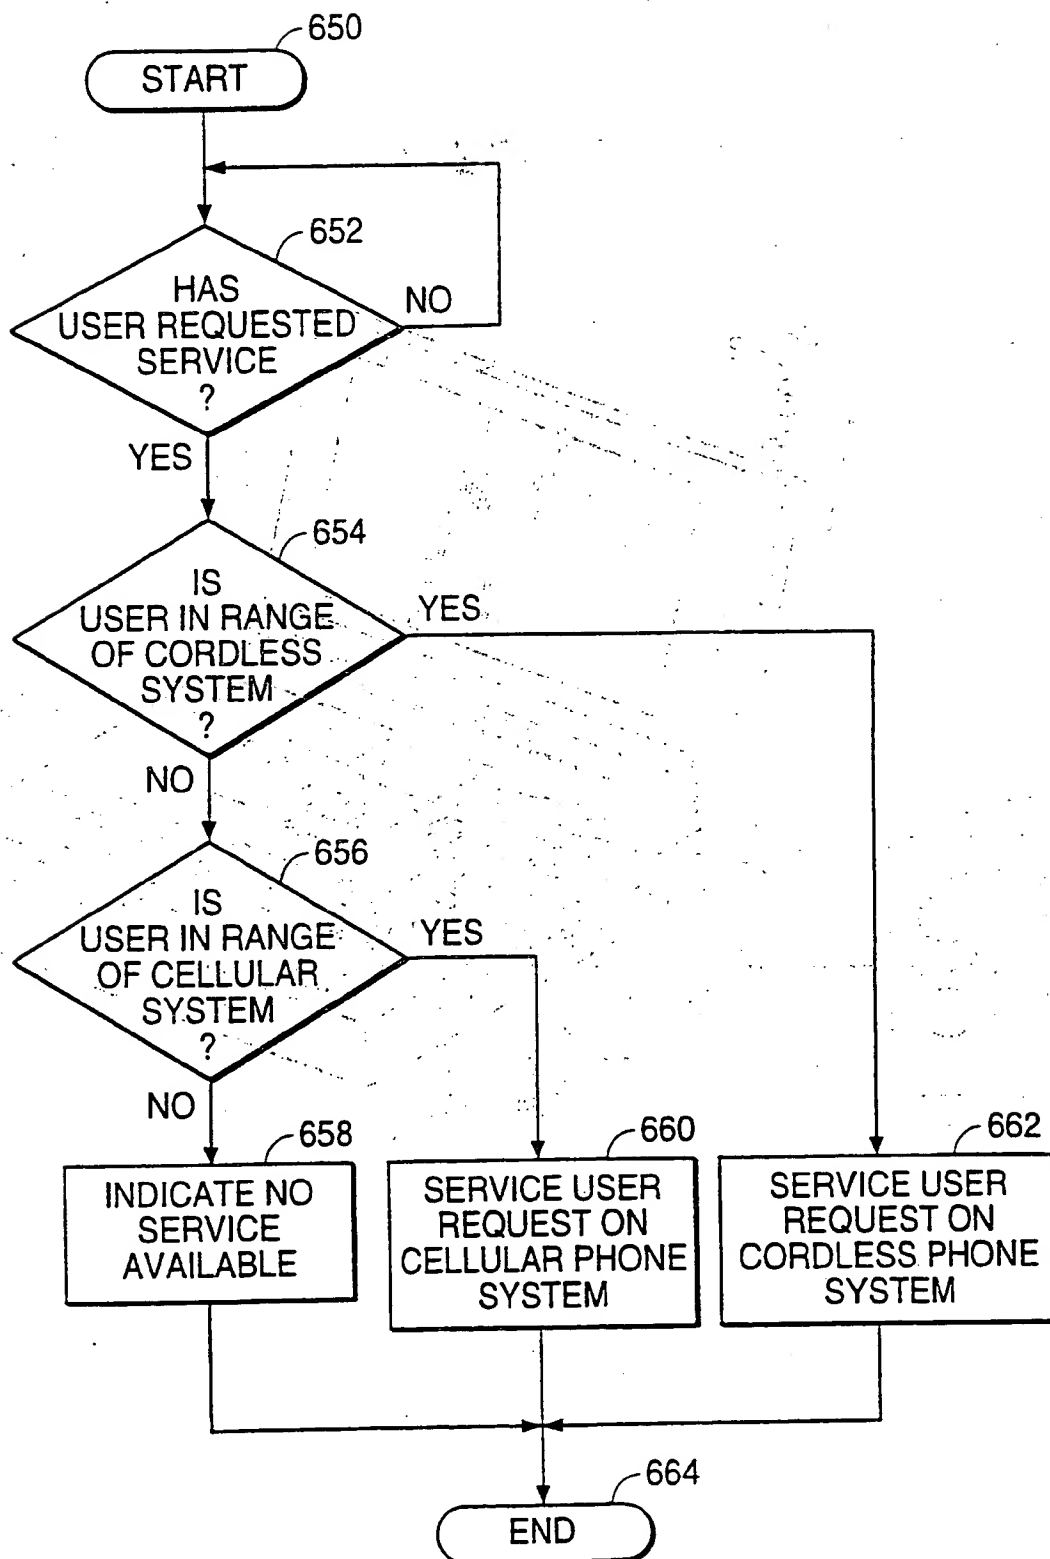 650
START
652
HAS
USER REQUESTED
SERVICE
?
NO
YES
654
IS
USER IN RANGE
OF CORDLESS
SYSTEM
?
YES
NO
656
IS
USER IN RANGE
OF CELLULAR
SYSTEM
?
YES
NO
658
INDICATE NO
SERVICE
AVAILABLE
660
SERVICE USER
REQUEST ON
CELLULAR PHONE
SYSTEM
662
SERVICE USER
REQUEST ON
CORDLESS PHONE
SYSTEM
664
END